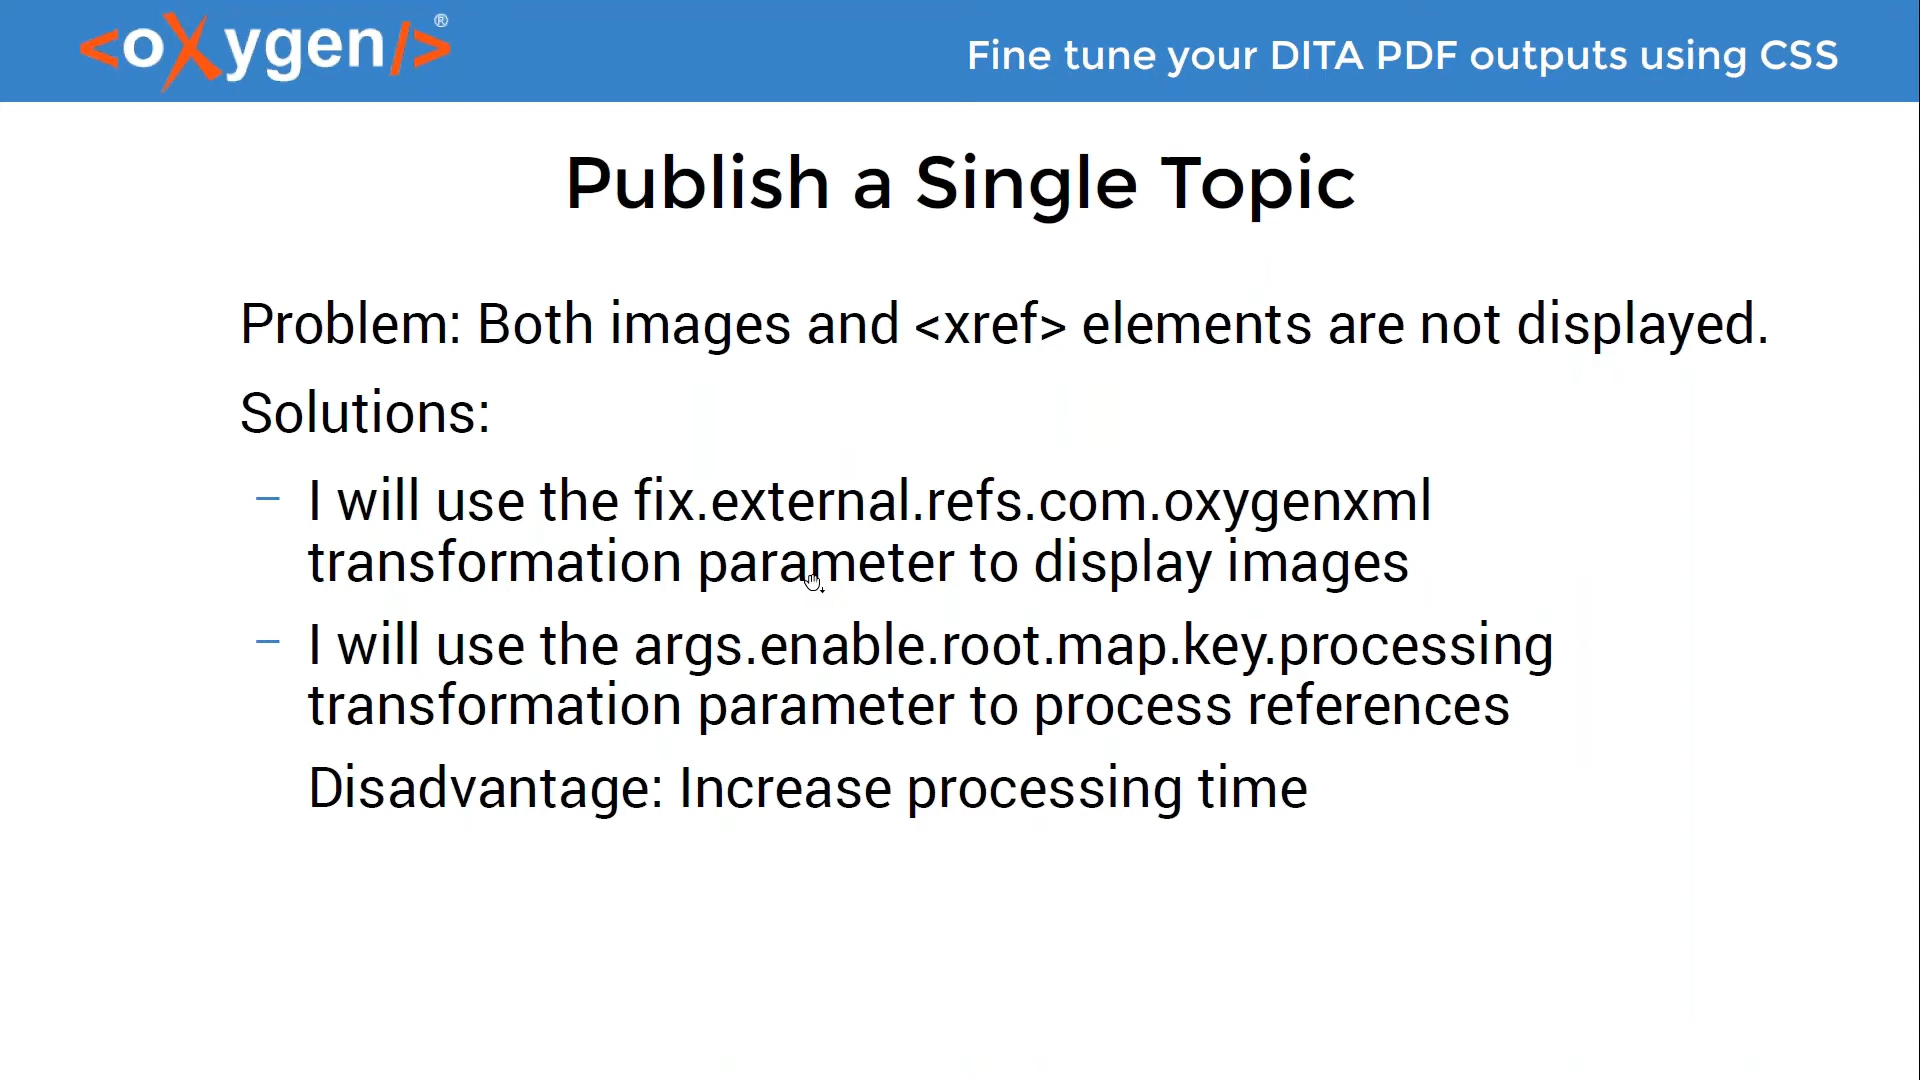 <oXygen/>®
Fine tune your DITA PDF outputs using CSS
Publish a Single Topic
Problem: Both images and <xref> elements are not displayed.
Solutions:
– I will use the fix.external.refs.com.oxygenxml
transformation parameter to display images
– I will use the args.enable.root.map.key.processing
transformation parameter to process references
Disadvantage: Increase processing time